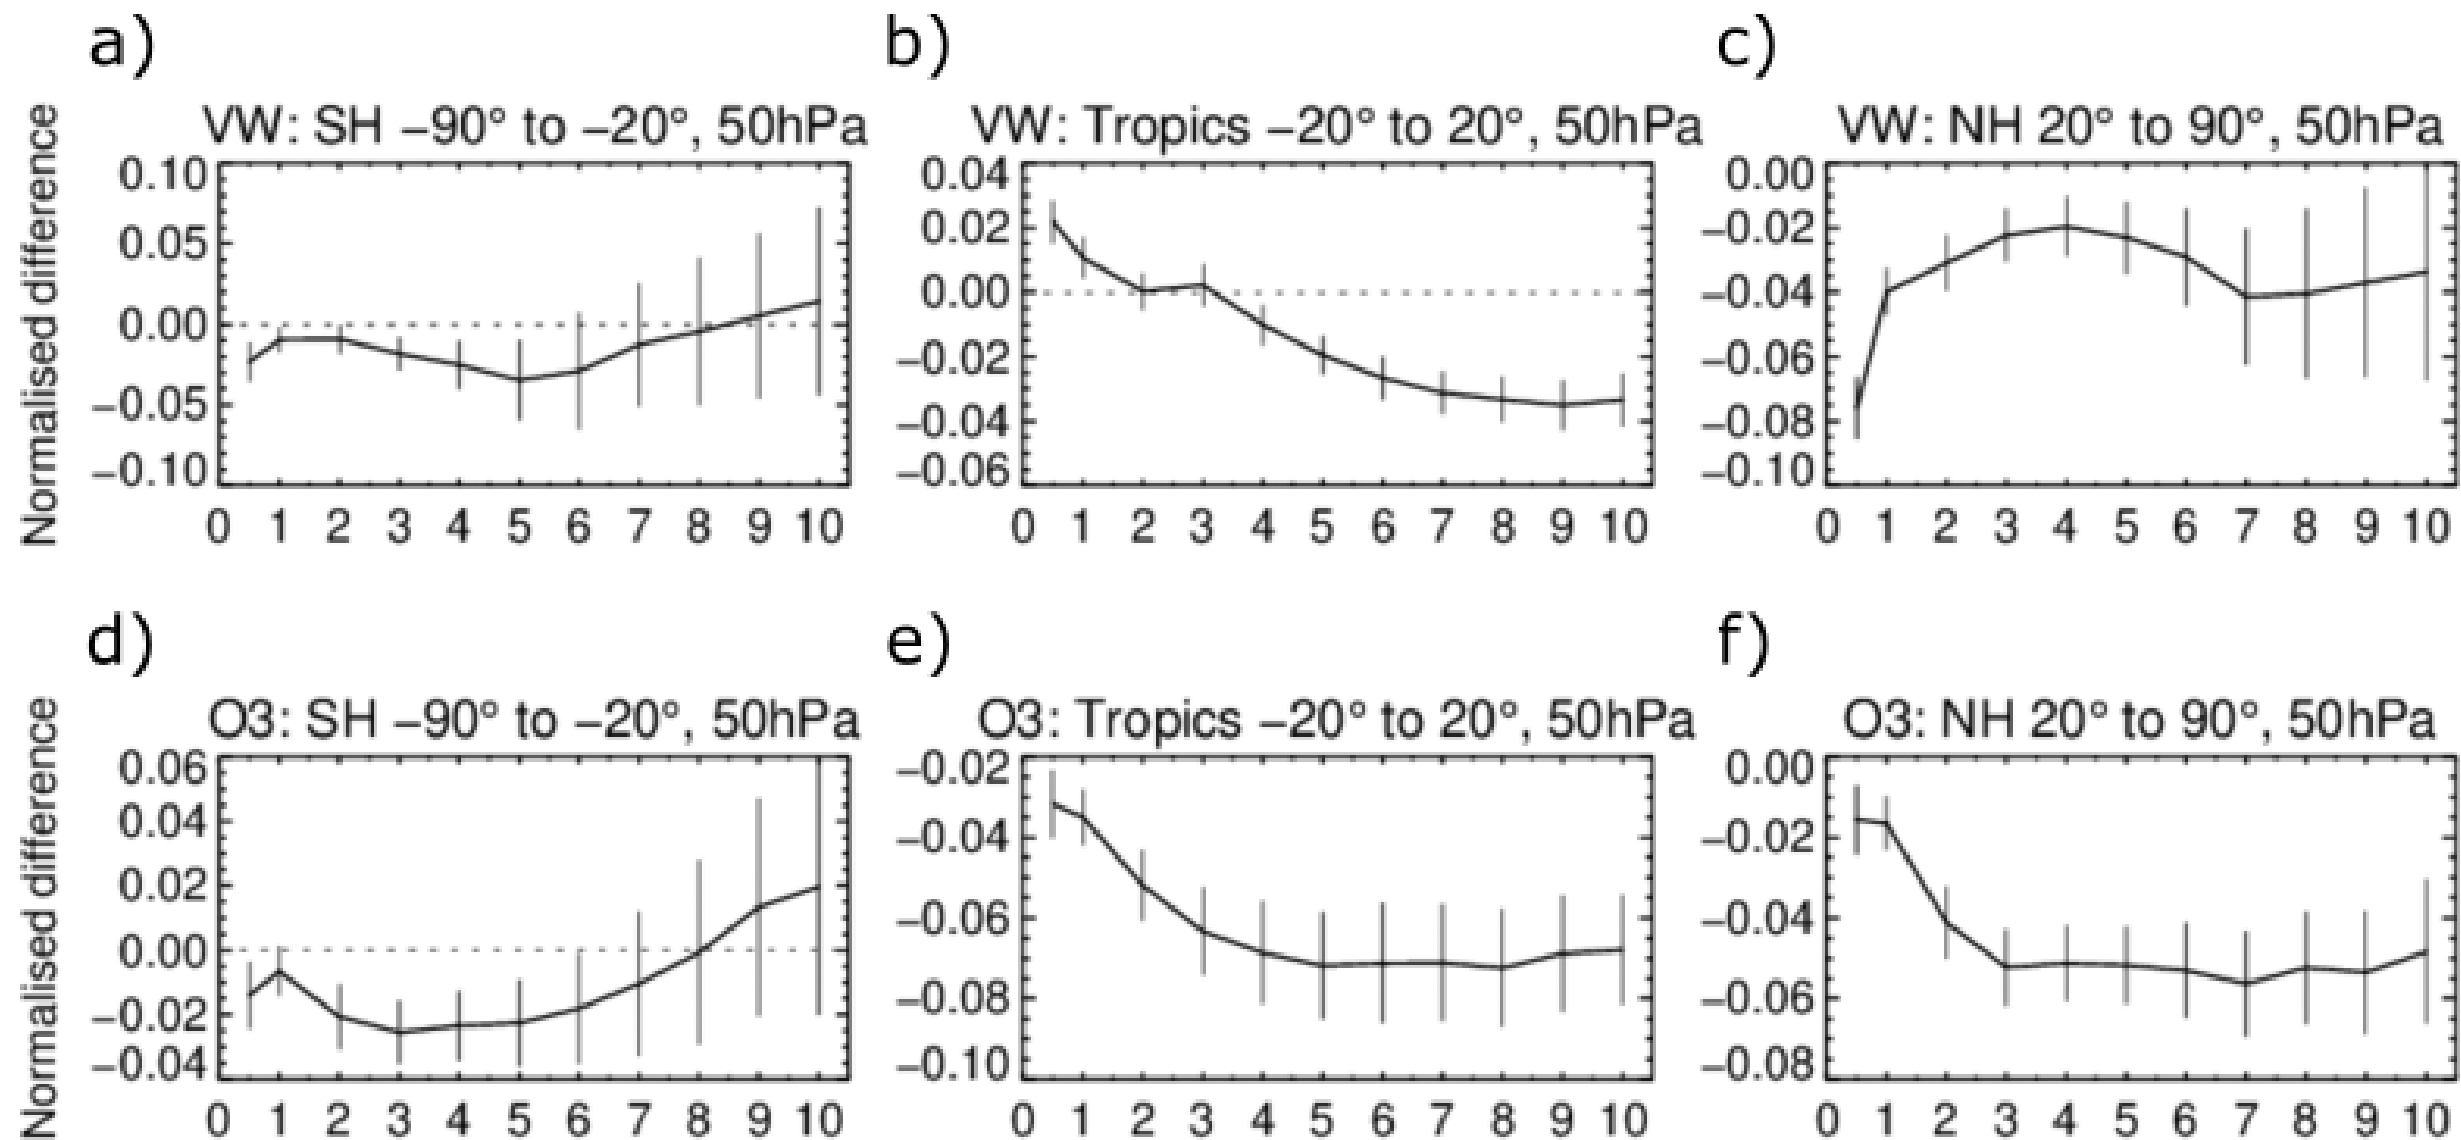 a)
b)
c)
VW: SH −90° to −20°, 50hPa
VW: Tropics −20° to 20°, 50hPa
VW: NH 20° to 90°, 50hPa
Normalised difference
0.10
0.05
0.00
−0.05
−0.10
0 1 2 3 4 5 6 7 8 9 10
0.04
0.02
0.00
−0.02
−0.04
−0.06
0 1 2 3 4 5 6 7 8 9 10
0.00
−0.02
−0.04
−0.06
−0.08
−0.10
0 1 2 3 4 5 6 7 8 9 10
d)
e)
f)
O3: SH −90° to −20°, 50hPa
O3: Tropics −20° to 20°, 50hPa
O3: NH 20° to 90°, 50hPa
Normalised difference
0.06
0.04
0.02
0.00
−0.02
−0.04
0 1 2 3 4 5 6 7 8 9 10
−0.02
−0.04
−0.06
−0.08
−0.10
0 1 2 3 4 5 6 7 8 9 10
0.00
−0.02
−0.04
−0.06
−0.08
0 1 2 3 4 5 6 7 8 9 10